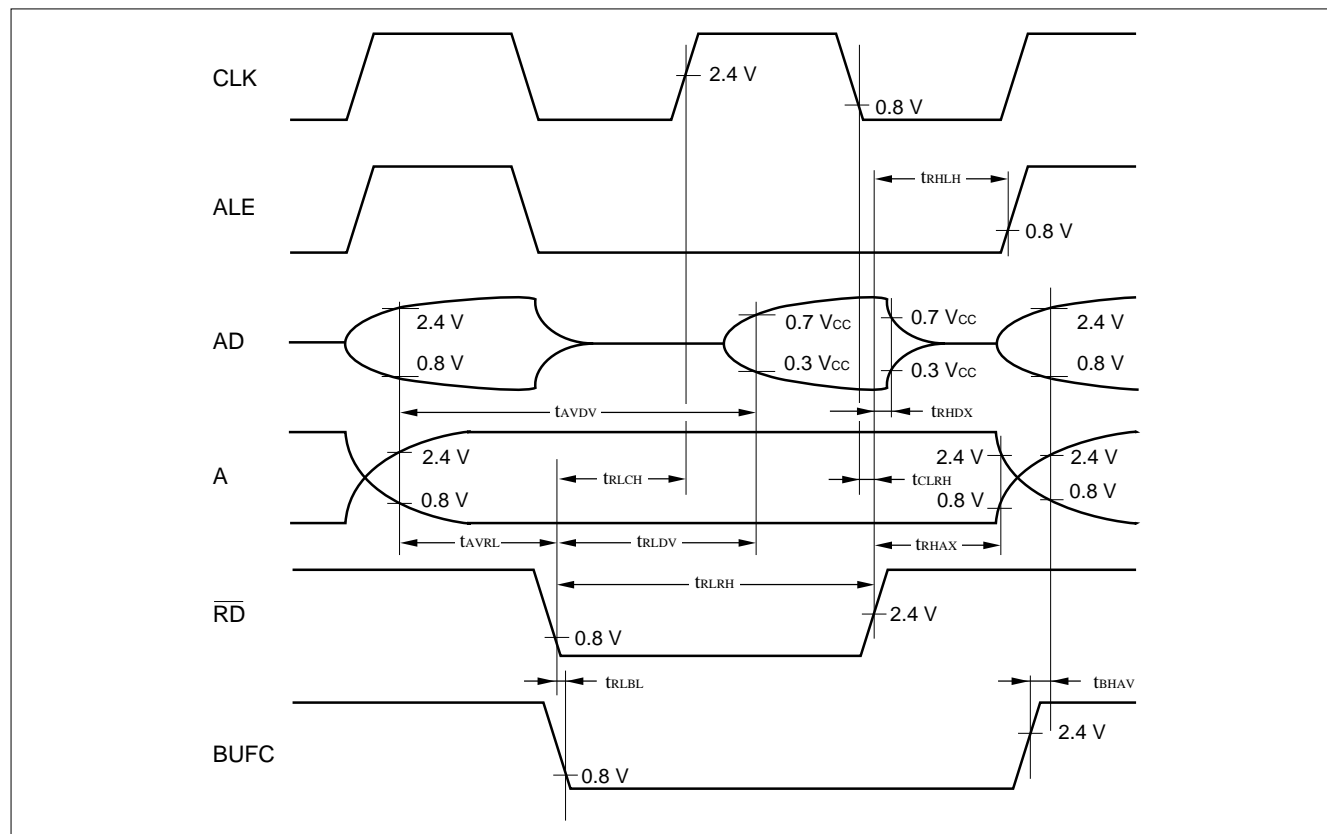 CLK
2.4 V
0.8 V
ALE
tRHLH
0.8 V
AD
2.4 V
0.8 V
0.7 VCC
0.3 VCC
0.7 VCC
0.3 VCC
2.4 V
0.8 V
tAVDV
tRHDX
A
2.4 V
0.8 V
tRLCH
2.4 V
0.8 V
tCLRH
2.4 V
0.8 V
tAVRL
tRLDV
tRHAX
tRLRH
RD
0.8 V
2.4 V
tRLBL
tBHAV
BUFC
0.8 V
2.4 V